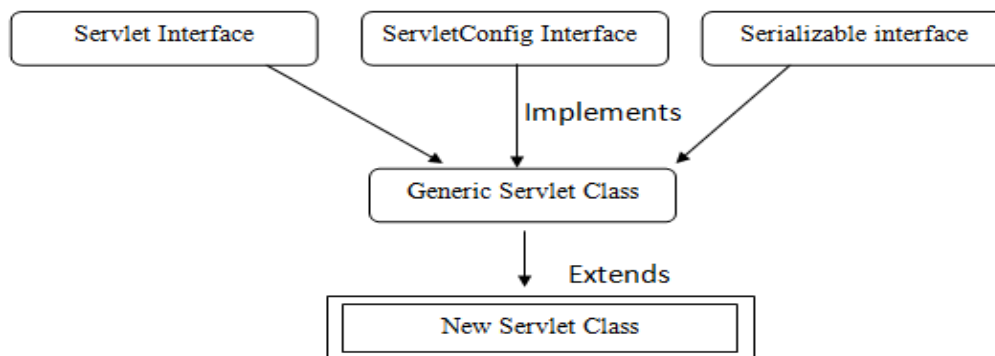 Servlet Interface
ServletConfig Interface
Serializable interface
Implements
Generic Servlet Class
Extends
New Servlet Class